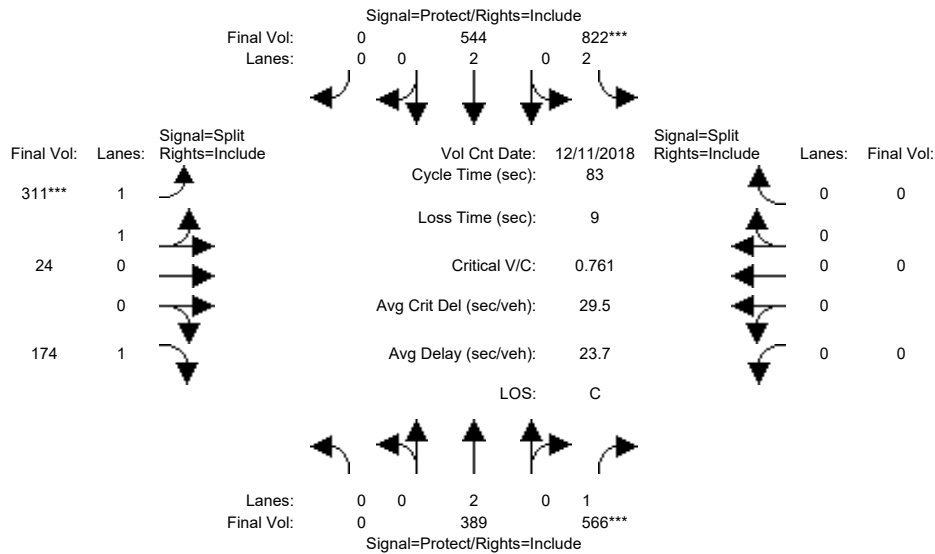 Signal=Protect/Rights=Include
Final Vol: 0 544 822***
Lanes: 0 0 2 0 2
Signal=Split Signal=Split
Final Vol: Lanes: Rights=Include Vol Cnt Date: 12/11/2018 Rights=Include Lanes: Final Vol:
Cycle Time (sec): 83
311*** 1 0 0
Loss Time (sec): 9
1 0
24 0 Critical V/C: 0.761 0 0
0 Avg Crit Del (sec/veh): 29.5 0
174 1 Avg Delay (sec/veh): 23.7 0 0
LOS: C
Lanes: 0 0 2 0 1
Final Vol: 0 389 566***
Signal=Protect/Rights=Include